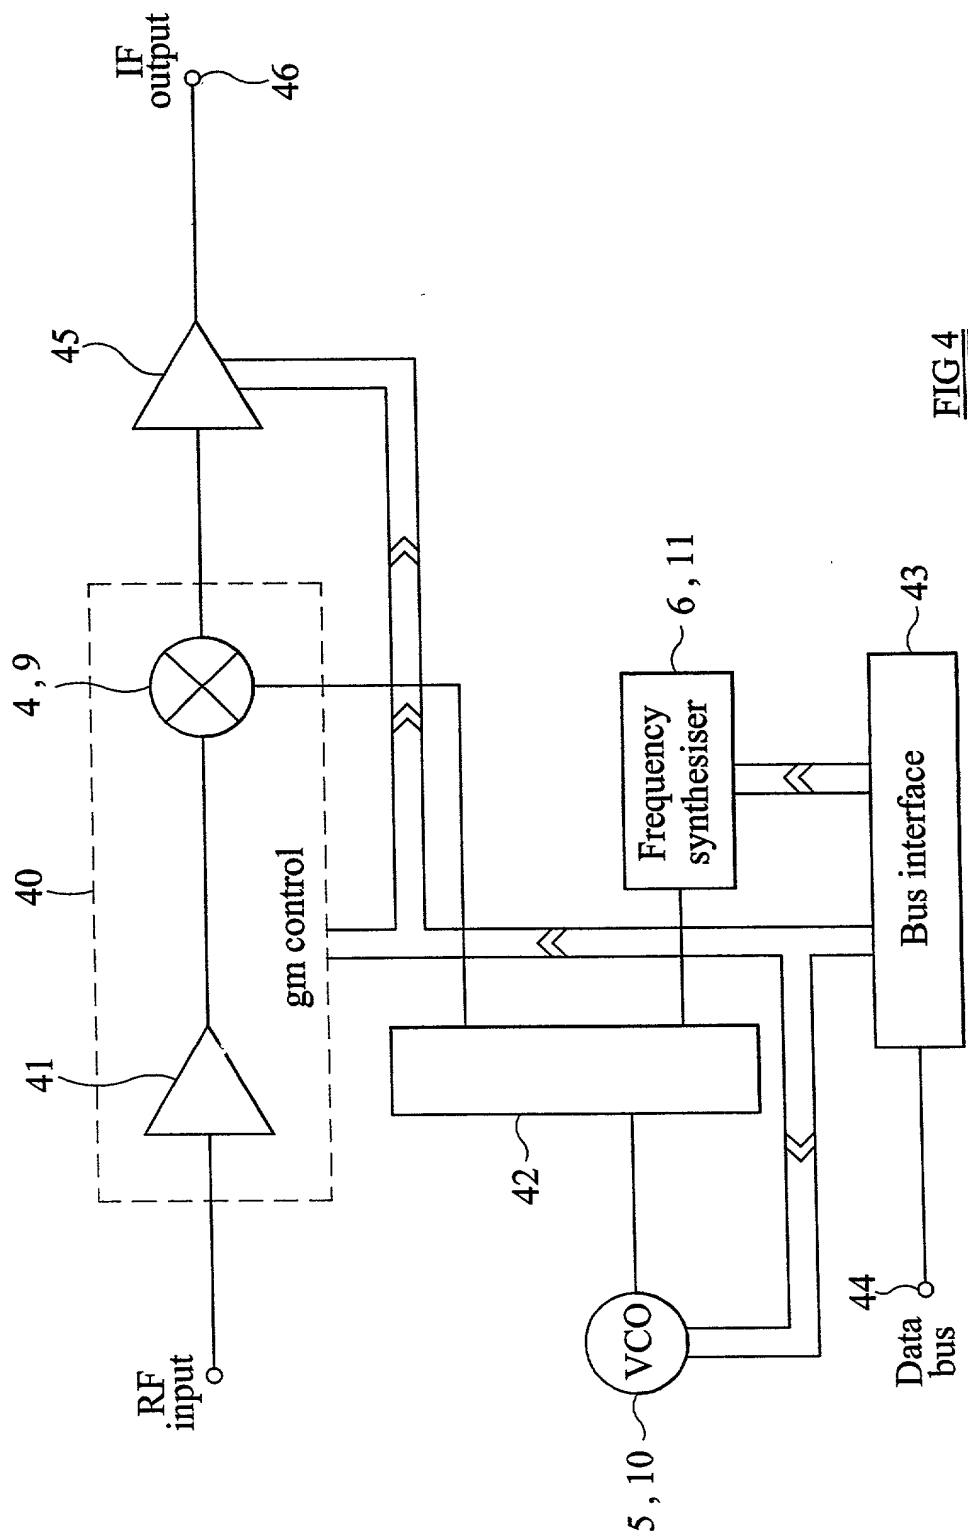 IF
output
46
45
4 , 9
40
gm control
41
RF
input
6 , 11
Frequency
synthesiser
42
VCO
5 , 10
43
Bus interface
44
Data
bus
FIG 4